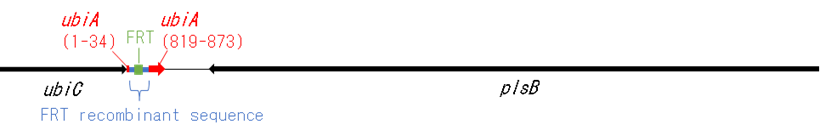 ubiA ubiA
(1-34) FRT (819-873)
ubiC plsB
FRT recombinant sequence